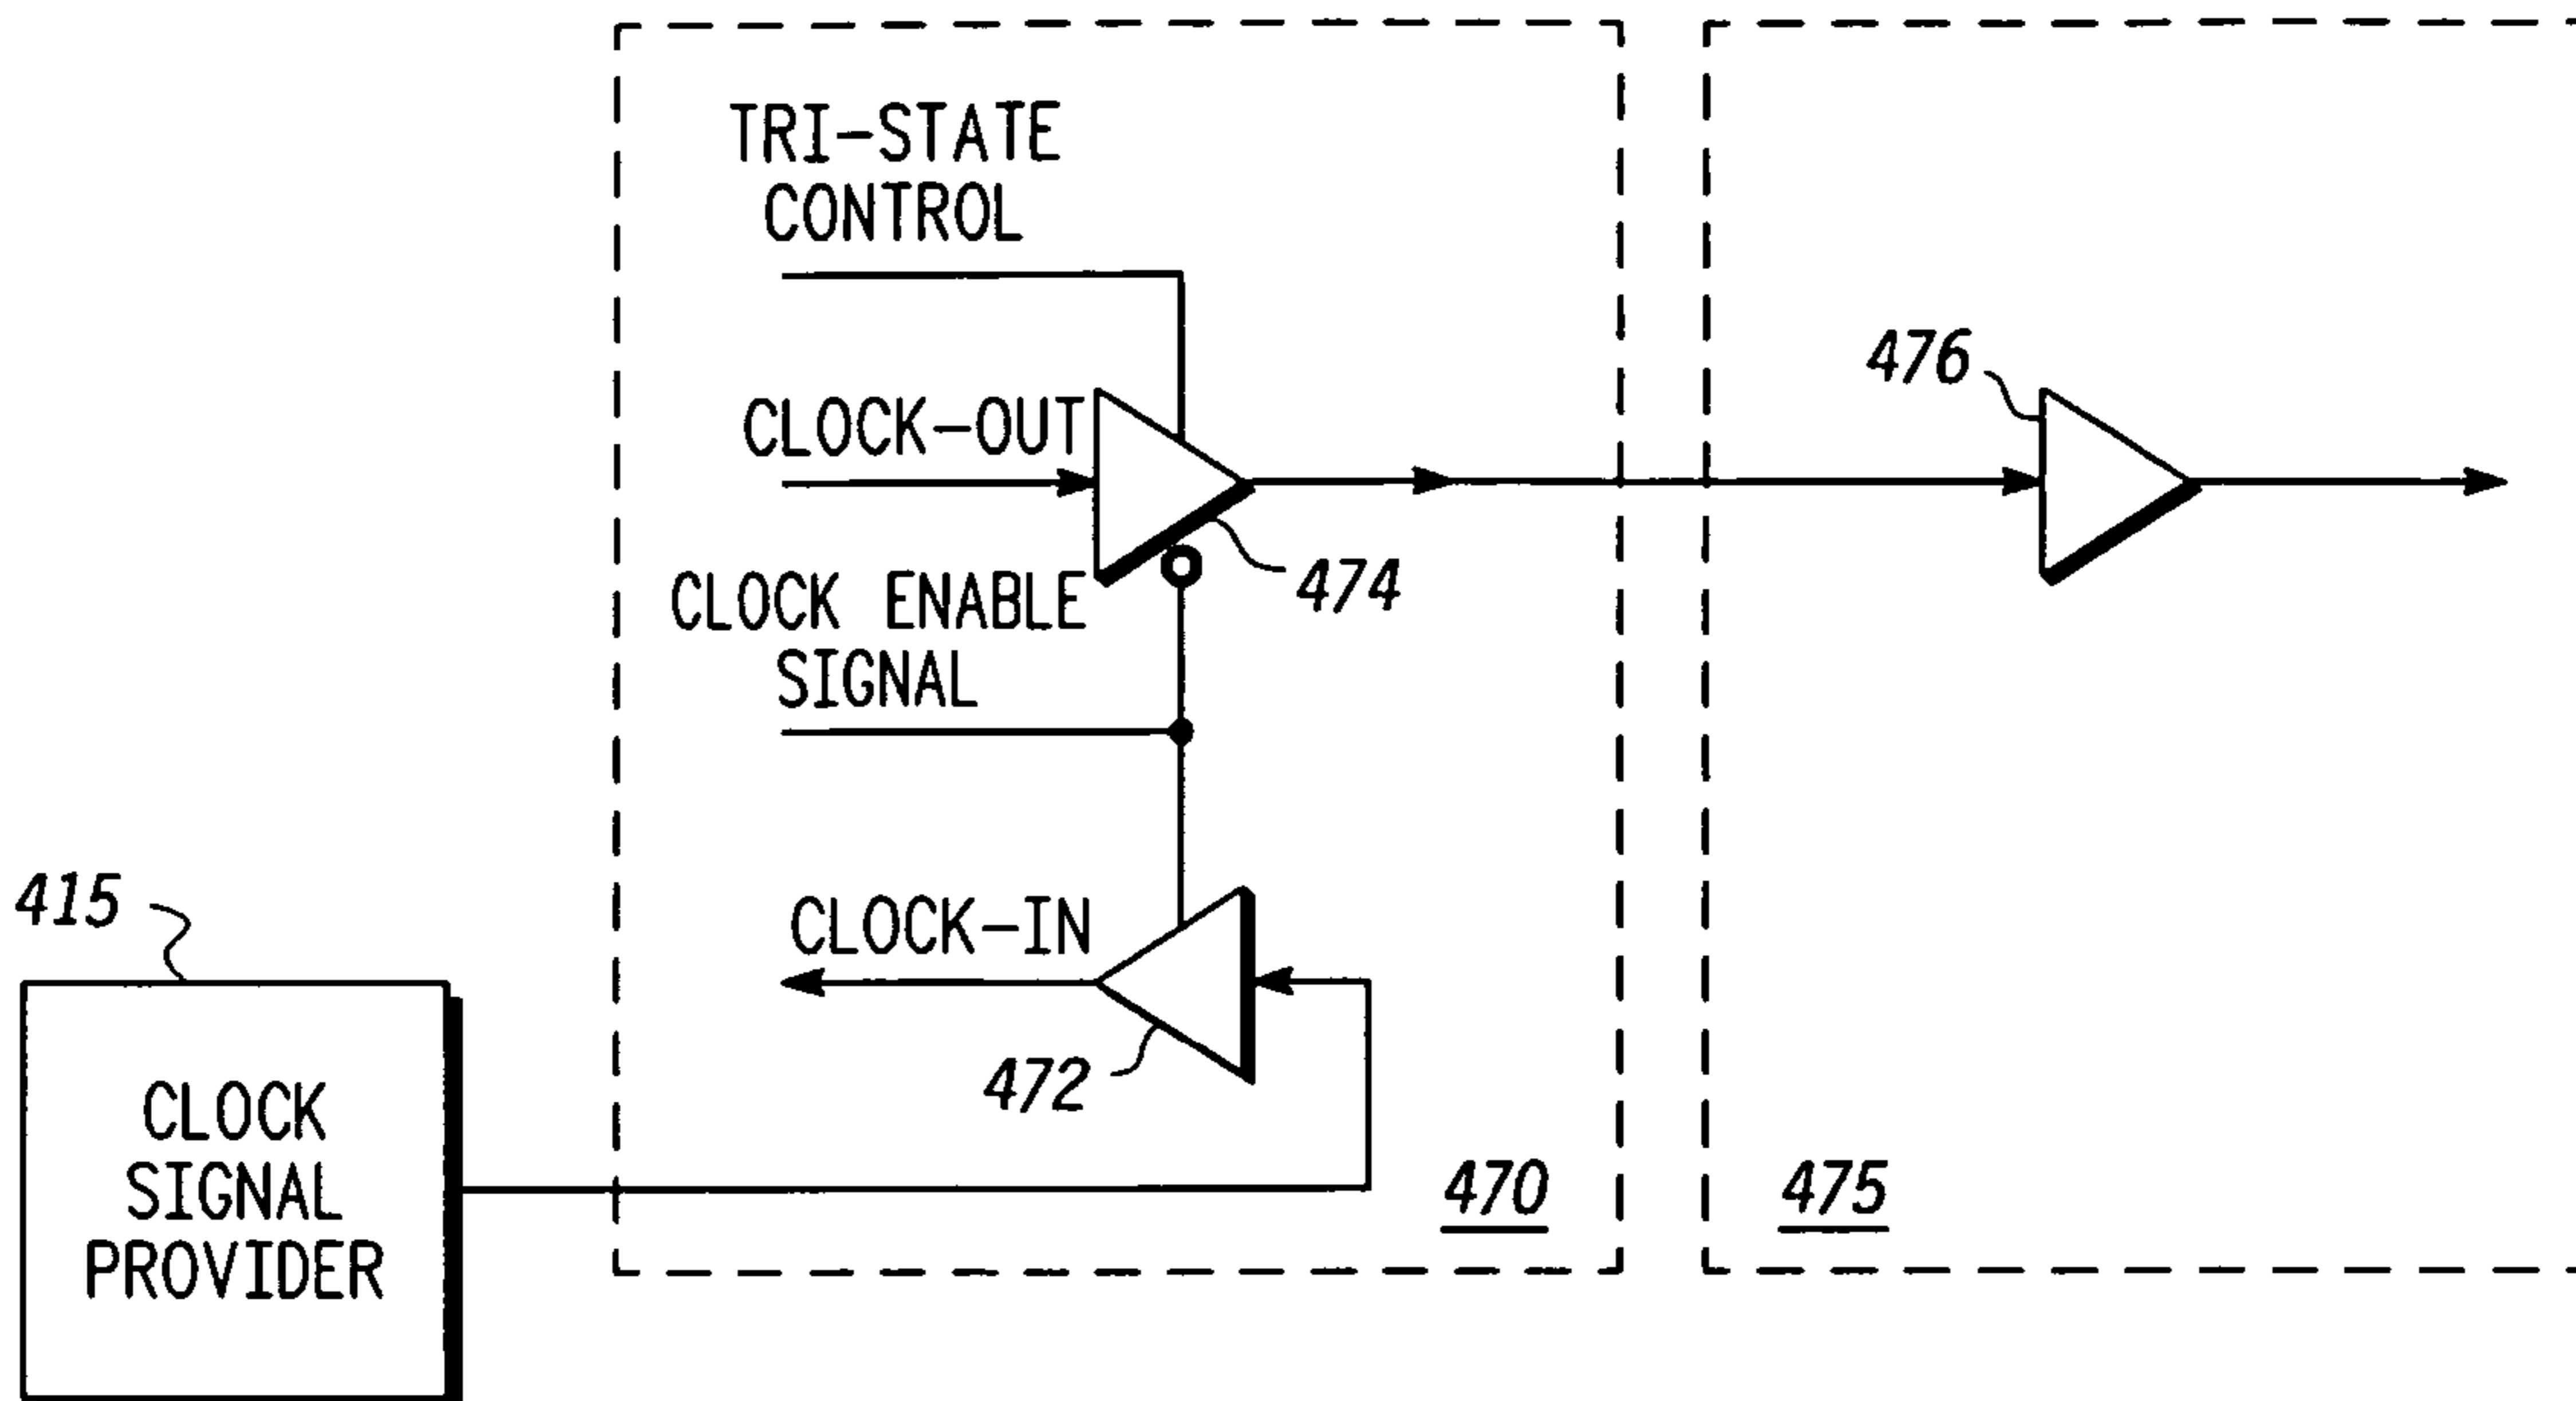 TRI-STATE
CONTROL
CLOCK-OUT
476
474
CLOCK ENABLE
SIGNAL
415
CLOCK-IN
472
CLOCK
SIGNAL
PROVIDER
470
475